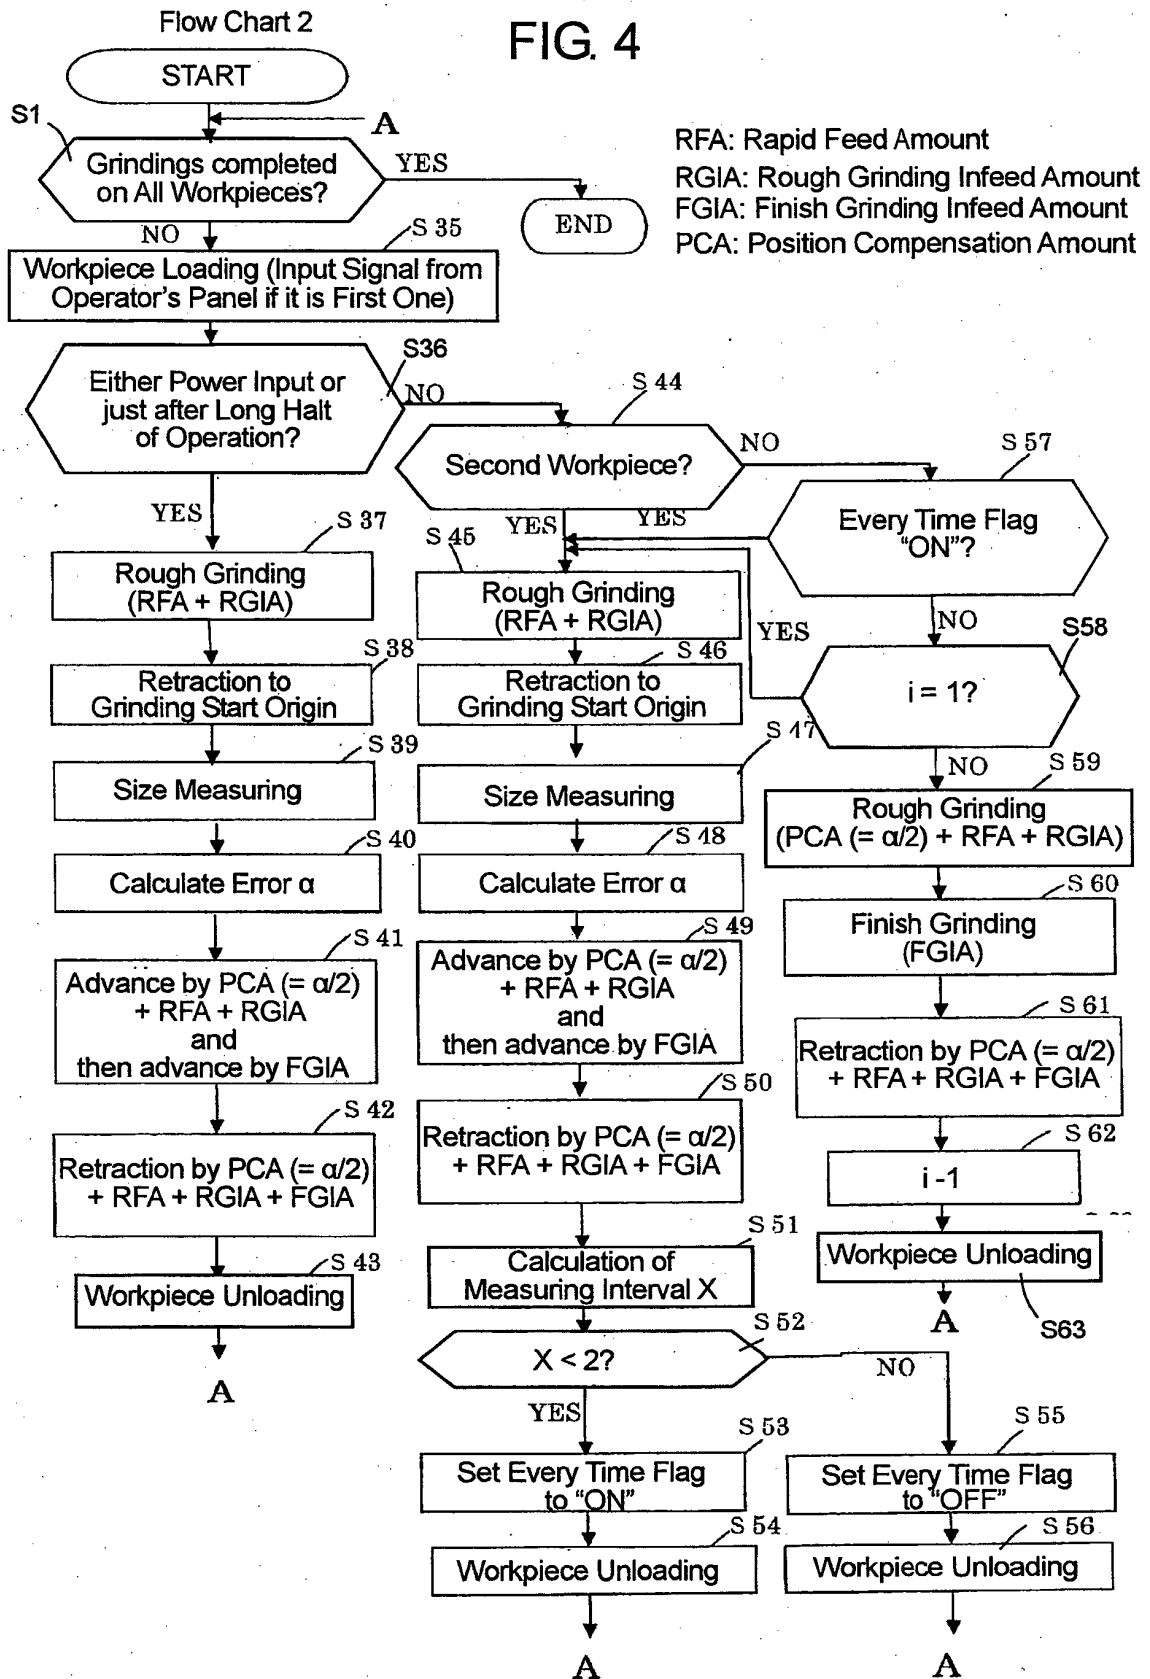 Flow Chart 2
FIG. 4
START
A
S1
Grindings completed
on All Workpieces?
YES
END
NO
RFA: Rapid Feed Amount
RGIA: Rough Grinding Infeed Amount
FGIA: Finish Grinding Infeed Amount
PCA: Position Compensation Amount
S 35
Workpiece Loading (Input Signal from
Operator's Panel if it is First One)
S36
Either Power Input or
just after Long Halt
of Operation?
NO
YES
S 37
Rough Grinding
(RFA + RGIA)
S 38
Retraction to
Grinding Start Origin
S 39
Size Measuring
S 40
Calculate Error α
S 41
Advance by PCA (= α/2)
+ RFA + RGIA
and
then advance by FGIA
S 42
Retraction by PCA (= α/2)
+ RFA + RGIA + FGIA
S 43
Workpiece Unloading
A
S 44
Second Workpiece?
NO
YES
YES
S 45
Rough Grinding
(RFA + RGIA)
S 46
Retraction to
Grinding Start Origin
S 47
Size Measuring
S 48
Calculate Error α
S 49
Advance by PCA (= α/2)
+ RFA + RGIA
and
then advance by FGIA
S 50
Retraction by PCA (= α/2)
+ RFA + RGIA + FGIA
S 51
Calculation of
Measuring Interval X
S 52
X < 2?
NO
YES
S 53
Set Every Time Flag
to "ON"
S 54
Workpiece Unloading
A
S 55
Set Every Time Flag
to "OFF"
S 56
Workpiece Unloading
A
S 57
Every Time Flag
"ON"?
NO
YES
S58
i = 1?
NO
S 59
Rough Grinding
(PCA (= α/2) + RFA + RGIA)
S 60
Finish Grinding
(FGIA)
S 61
Retraction by PCA (= α/2)
+ RFA + RGIA + FGIA
S 62
i -1
Workpiece Unloading
S63
A